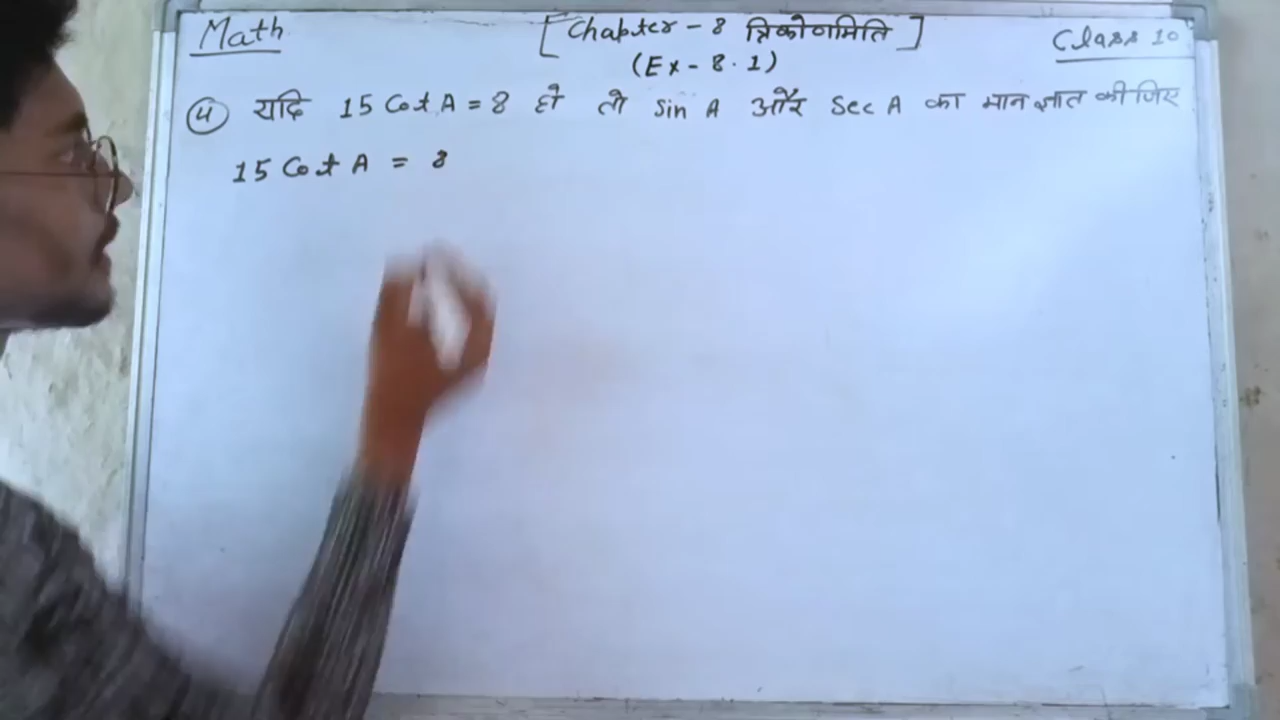 Math
[Chapter - 8 त्रिकोणमिति]
Class 10
(Ex - 8.1)
4 यदि 15 Cot A = 8 हो तो Sin A और Sec A का मान ज्ञात कीजिए
15 Cot A = 8